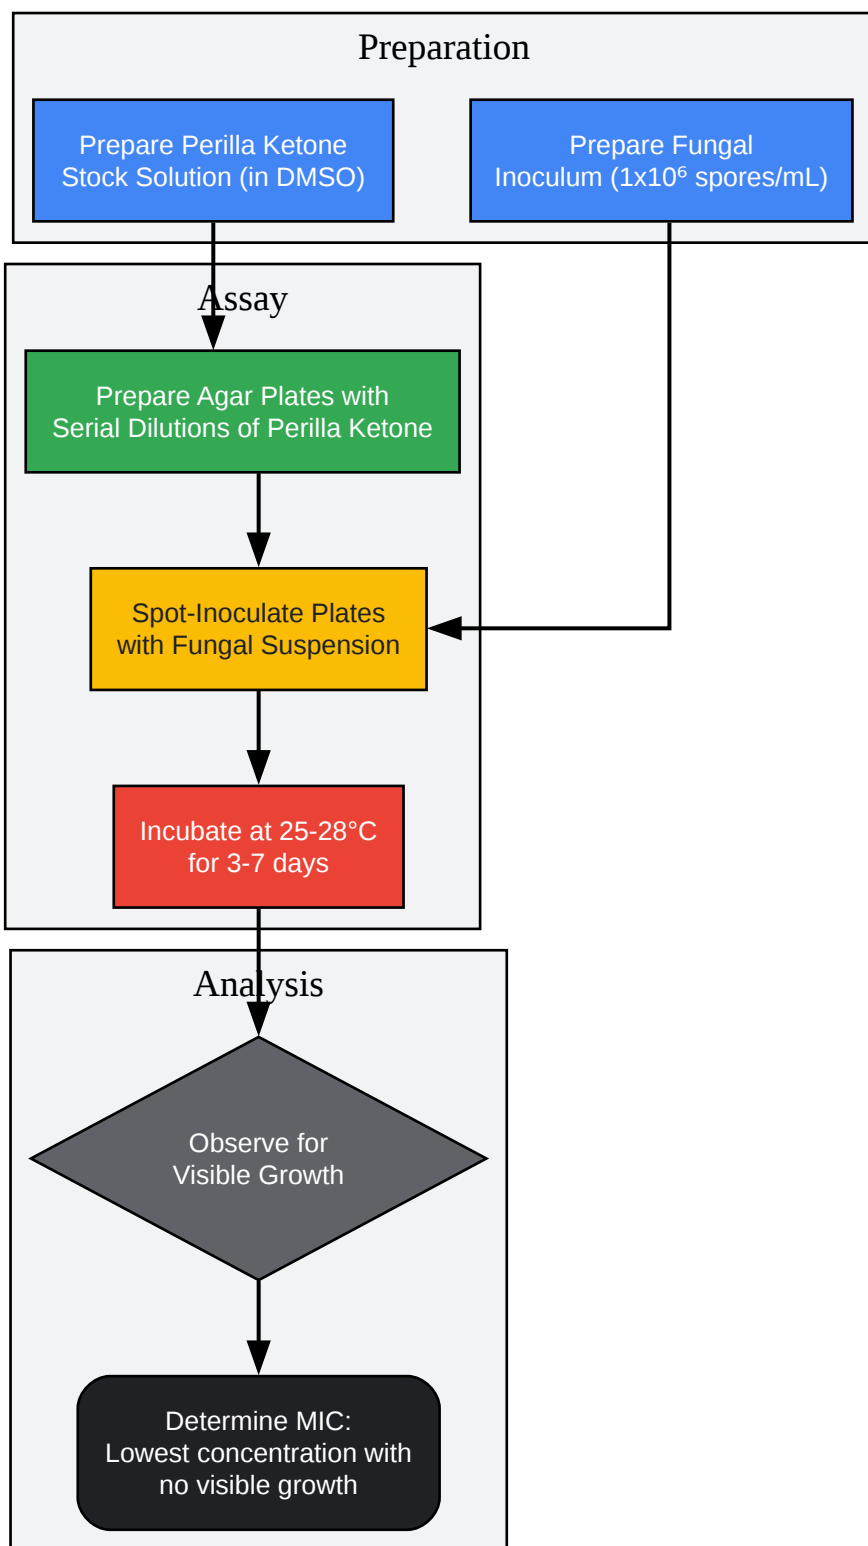 Preparation
Prepare Perilla Ketone
Stock Solution (in DMSO)
Prepare Fungal
Inoculum (1x10⁶ spores/mL)
Assay
Prepare Agar Plates with
Serial Dilutions of Perilla Ketone
Spot-Inoculate Plates
with Fungal Suspension
Incubate at 25-28°C
for 3-7 days
Analysis
Observe for
Visible Growth
Determine MIC:
Lowest concentration with
no visible growth